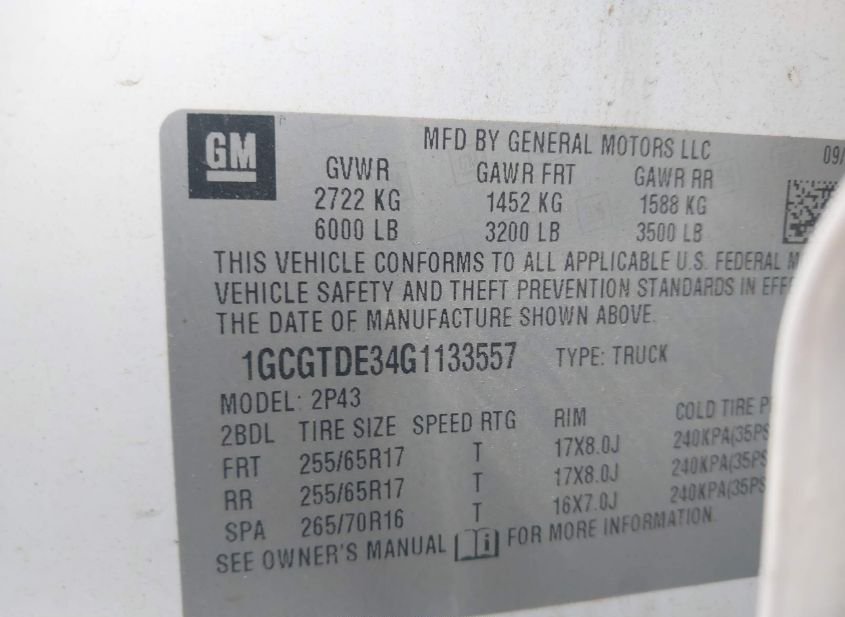 GM
MFD BY GENERAL MOTORS LLC 09/
GVWR GAWR FRT GAWR RR
2722 KG 1452 KG 1588 KG
6000 LB 3200 LB 3500 LB
THIS VEHICLE CONFORMS TO ALL APPLICABLE U.S. FEDERAL M
VEHICLE SAFETY AND THEFT PREVENTION STANDARDS IN EFF
THE DATE OF MANUFACTURE SHOWN ABOVE.
1GCGTDE34G1133557 TYPE: TRUCK
MODEL: 2P43
2BDL TIRE SIZE SPEED RTG RIM COLD TIRE P
FRT 255/65R17 T 17X8.0J 240KPA(35PS
RR 255/65R17 T 17X8.0J 240KPA(35PS
SPA 265/70R16 T 16X7.0J 240KPA(35PS
SEE OWNER'S MANUAL i FOR MORE INFORMATION.